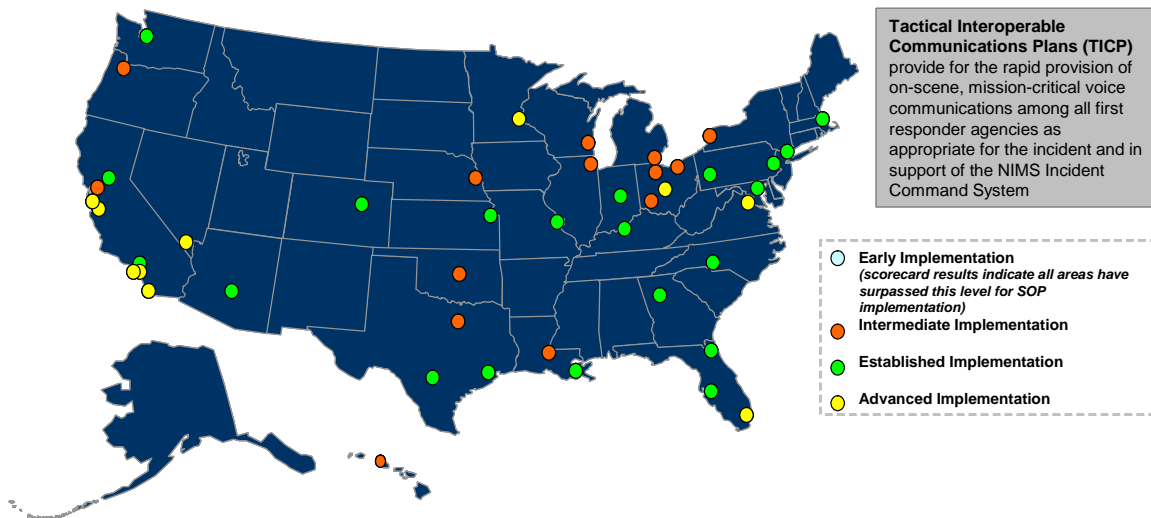 Tactical Interoperable
Communications Plans (TICP)
provide for the rapid provision of
on-scene, mission-critical voice
communications among all first
responder agencies as
appropriate for the incident and in
support of the NIMS Incident
Command System
Early Implementation
(scorecard results indicate all areas have
surpassed this level for SOP
implementation)
Intermediate Implementation
Established Implementation
Advanced Implementation